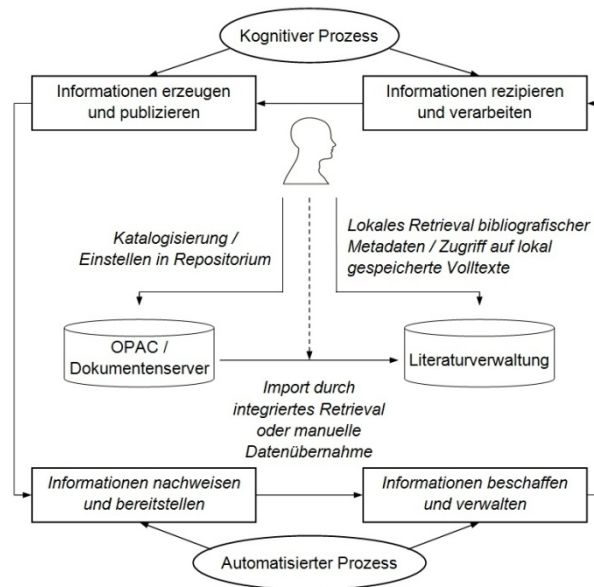 Kognitiver Prozess
Informationen erzeugen
und publizieren
Informationen rezipieren
und verarbeiten
Katalogisierung /
Einstellen in Repositorium
Lokales Retrieval bibliografischer
Metadaten / Zugriff auf lokal
gespeicherte Volltexte
OPAC /
Dokumentenserver
Literaturverwaltung
Import durch
integriertes Retrieval
oder manuelle
Datenübernahme
Informationen nachweisen
und bereitstellen
Informationen beschaffen
und verwalten
Automatisierter Prozess